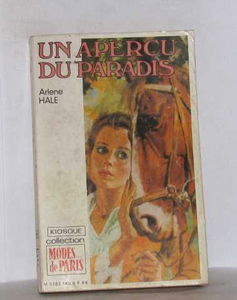 UN APERÇU
DU PARADIS
Arlene
HALE
KIOSQUE
collection
MODES
de PARIS